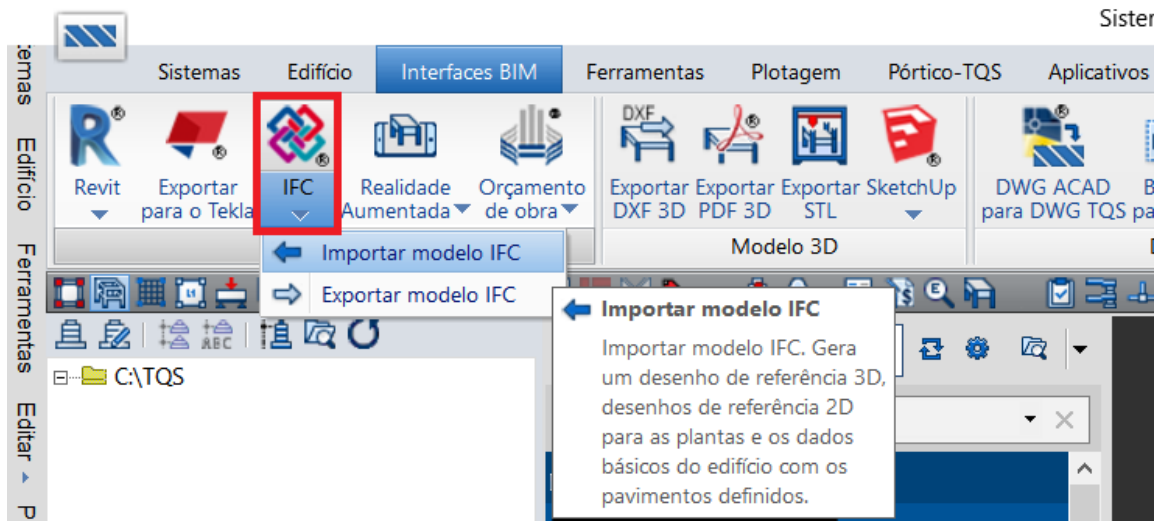 Sister
Sistemas Edifício Interfaces BIM Ferramentas Plotagem Pórtico-TQS Aplicativos
temas
Edifício
Ferramentas
Editar
P
R®
®
®
DXF
®
®
®
Revit
Exportar
para o Tekla
IFC
Realidade
Aumentada
Orçamento
de obra
Exportar
DXF 3D
Exportar
PDF 3D
Exportar
STL
SketchUp
DWG ACAD
para DWG TQS
B
pa
Modelo 3D
D
Importar modelo IFC
Exportar modelo IFC
ABC
C:\TQS
Importar modelo IFC
Importar modelo IFC. Gera
um desenho de referência 3D,
desenhos de referência 2D
para as plantas e os dados
básicos do edifício com os
pavimentos definidos.